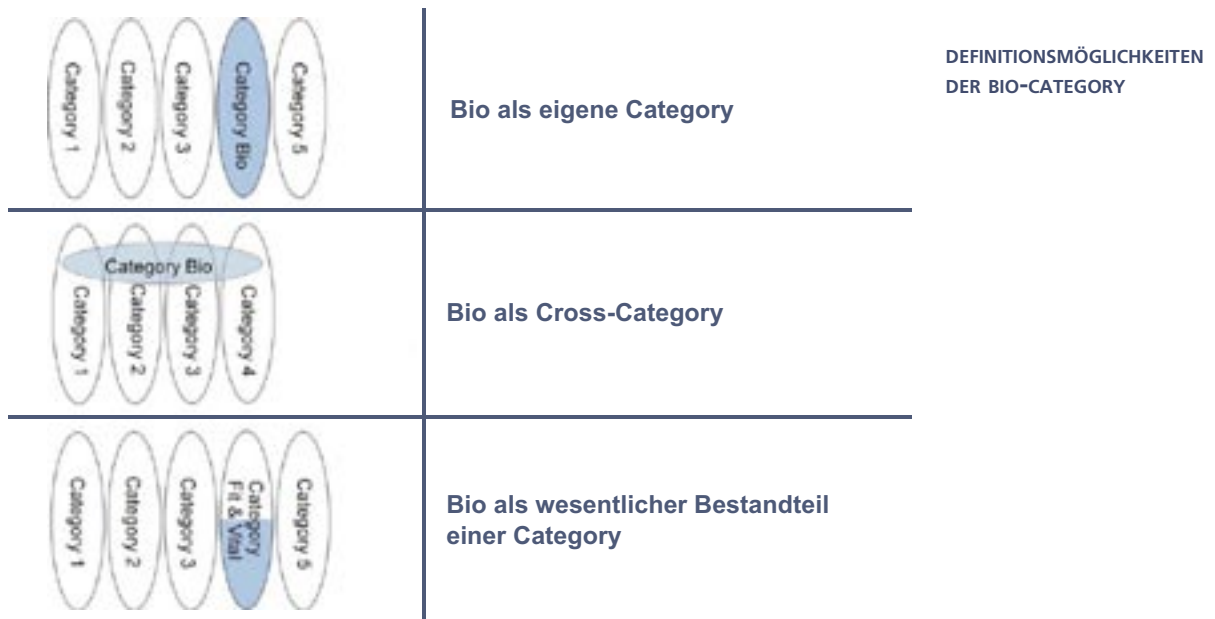 DEFINITIONSMÖGLICHKEITEN
DER BIO-CATEGORY
Category 1
Category 2
Category 3
Category Bio
Category 5
Bio als eigene Category
Category Bio
Category 1
Category 2
Category 3
Category 4
Bio als Cross-Category
Category 1
Category 2
Category 3
Category
Fit & Vital
Category 5
Bio als wesentlicher Bestandteil
einer Category